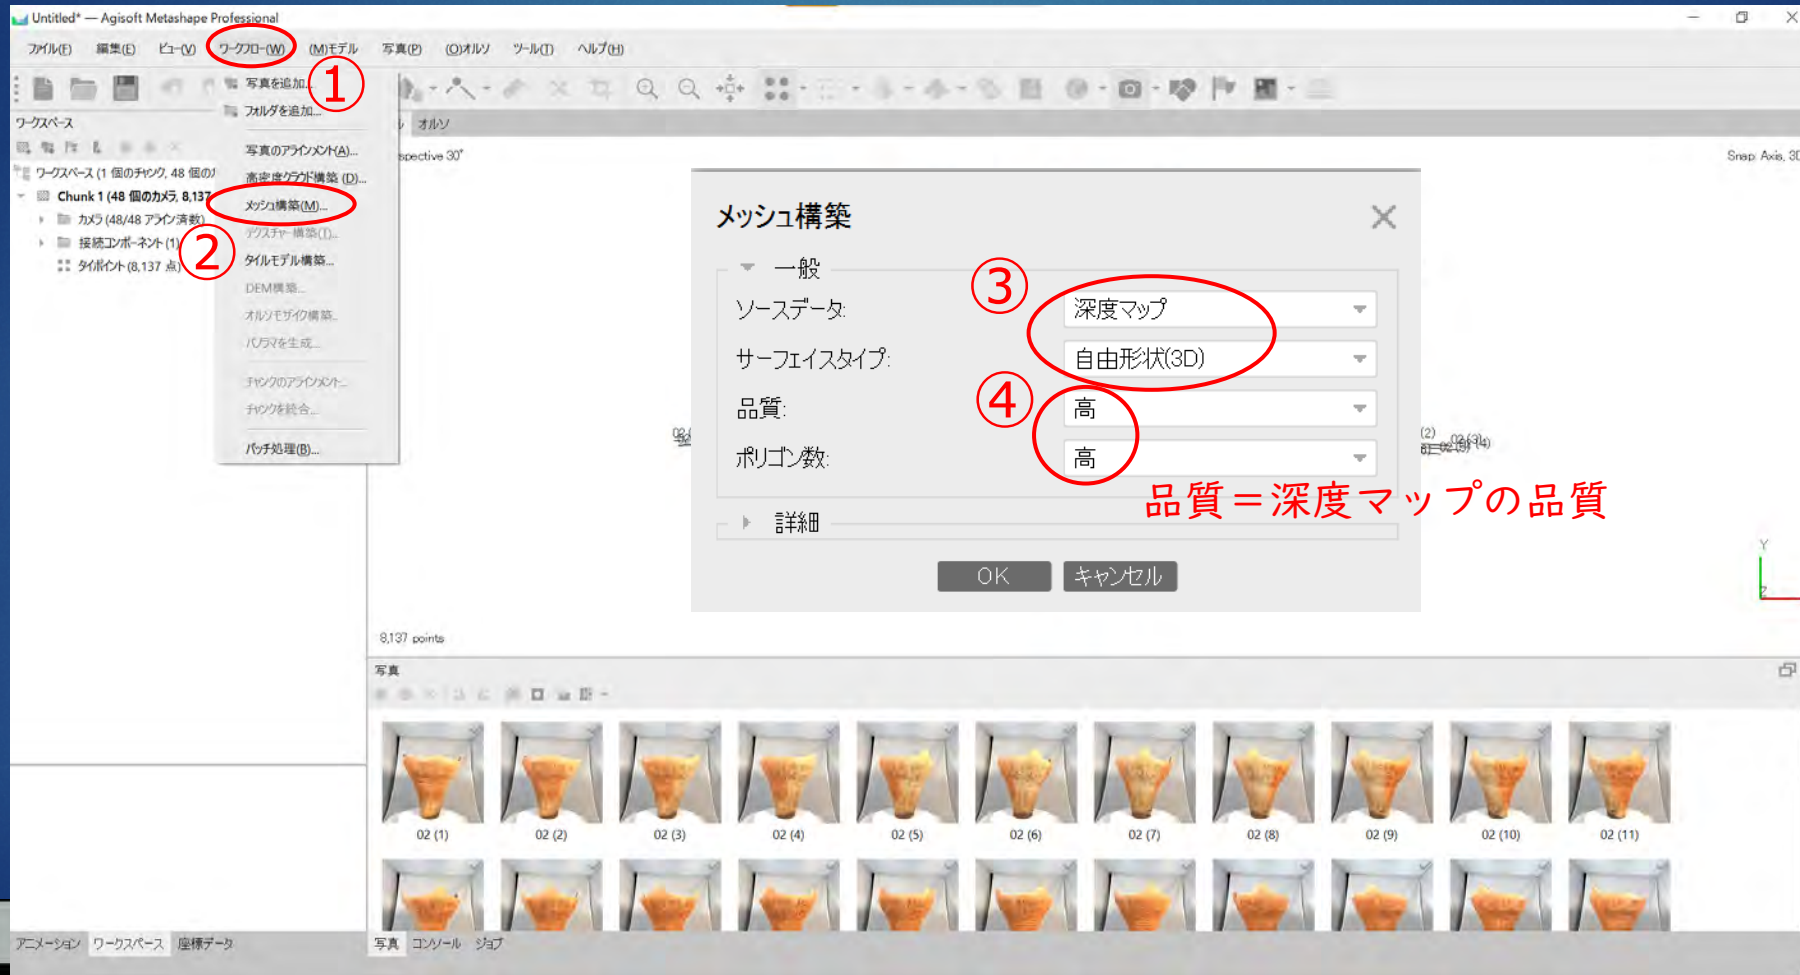 Untitled* — Agisoft Metashape Professional
ファイル(F) 編集(E) ビュー(V) ワークフロー(W) (M)モデル 写真(P) (O)オルソ ツール(T) ヘルプ(H)
①
写真を追加...
フォルダを追加...
写真のアラインメント(A)...
高密度クラウド構築 (D)...
メッシュ構築(M)...
②
テクスチャー構築(T)...
タイルモデル構築...
DEM構築...
オルソモザイク構築...
パノラマを生成...
チャンクのアラインメント...
チャンクを統合...
バッチ処理(B)...
ワークスペース
ワークスペース (1 個のチャンク, 48 個の
Chunk 1 (48 個のカメラ, 8,137
カメラ (48/48 アライン済数)
接続コンポーネント (1)
タイポイント (8,137 点)
オルソ
spective 30°
Snap: Axis, 3D
メッシュ構築
一般
③
ソースデータ: 深度マップ
サーフェイスタイプ: 自由形状(3D)
④
品質: 高
ポリゴン数: 高
品質＝深度マップの品質
詳細
OK キャンセル
Y
Z
8,137 points
写真
02 (1) 02 (2) 02 (3) 02 (4) 02 (5) 02 (6) 02 (7) 02 (8) 02 (9) 02 (10) 02 (11)
アニメーション ワークスペース 座標データ
写真 コンソール ジョブ